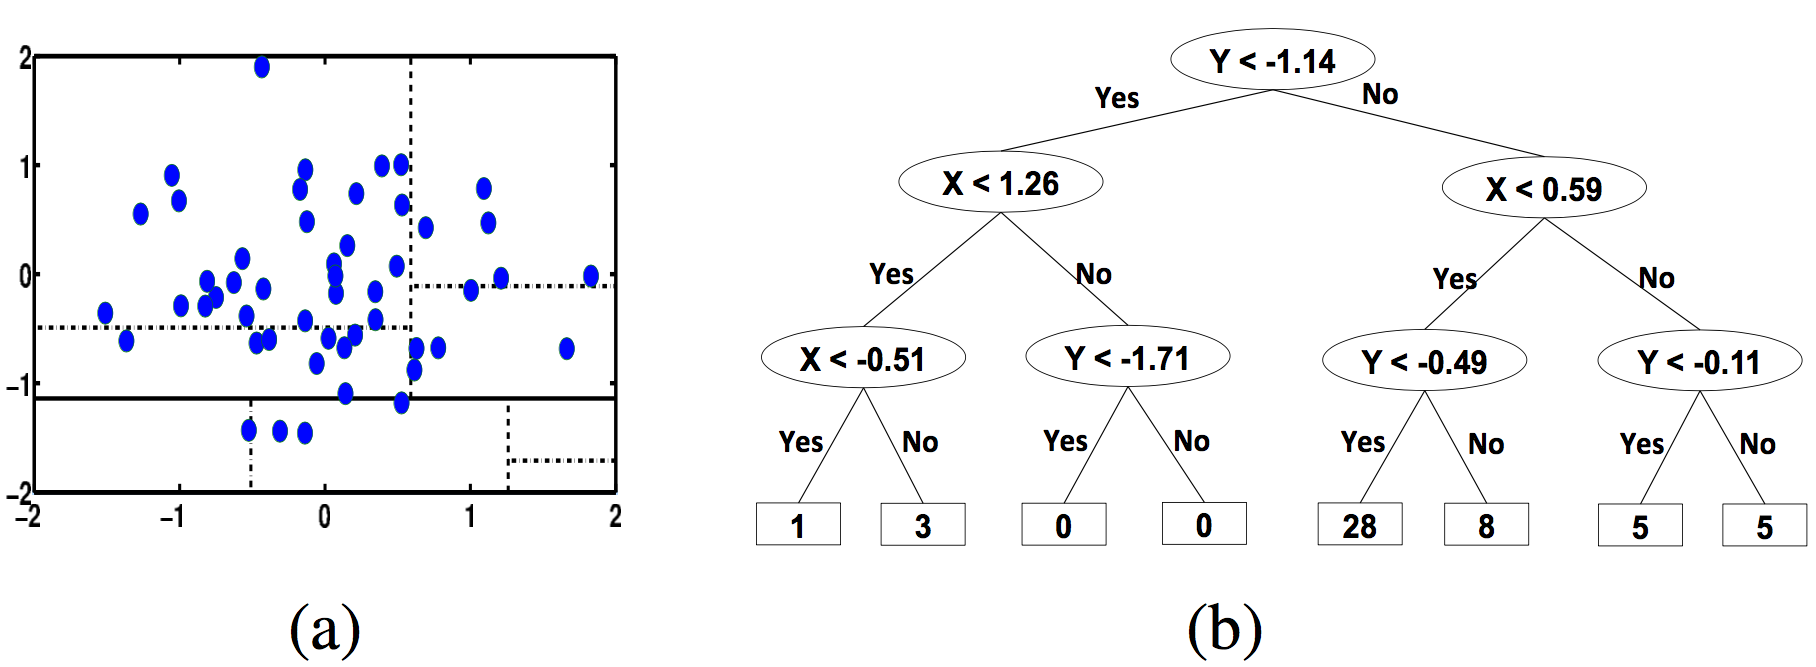 2
1
0
−1
−2
−2 −1 0 1 2
(a)
Y < -1.14
Yes No
X < 1.26 X < 0.59
Yes No Yes No
X < -0.51 Y < -1.71 Y < -0.49 Y < -0.11
Yes No Yes No Yes No Yes No
1 3 0 0 28 8 5 5
(b)